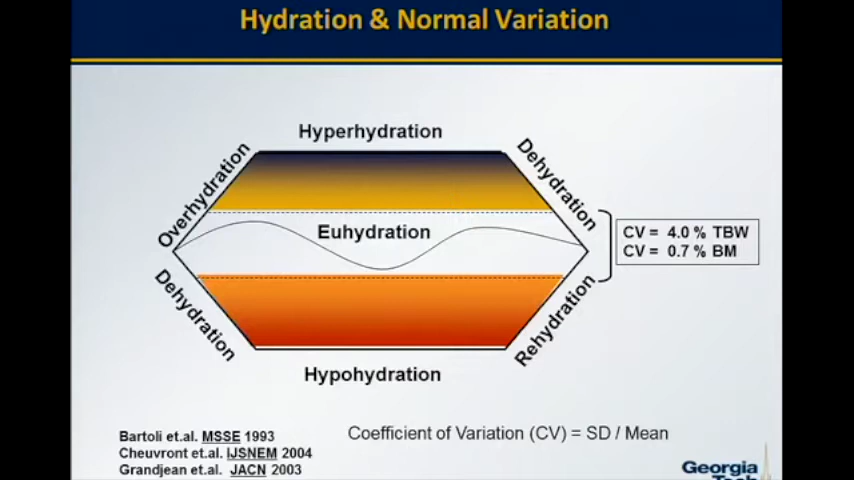 Hydration & Normal Variation
Hyperhydration
Overhydration
Dehydration
Euhydration
CV = 4.0 % TBW
CV = 0.7 % BM
Dehydration
Rehydration
Hypohydration
Bartoli et.al. MSSE 1993
Cheuvront et.al. IJSNEM 2004
Grandjean et.al. JACN 2003
Coefficient of Variation (CV) = SD / Mean
Georgia
Tech